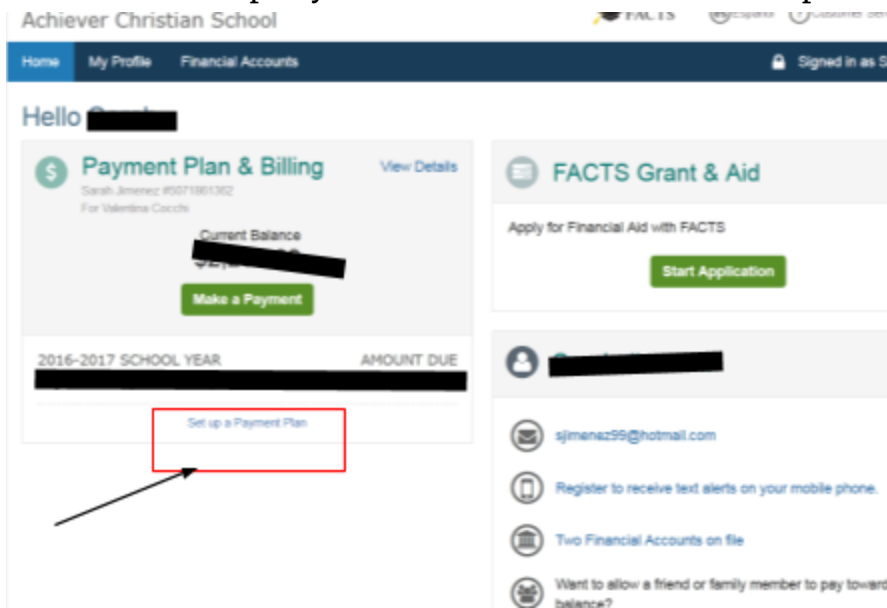 Achiever Christian School
FACTS Español Customer Ser
Home My Profile Financial Accounts
Signed in as S
Hello
Payment Plan & Billing
View Details
Sarah Jimenez #5071861362
For Valentina Cocchi
Current Balance
Make a Payment
2016-2017 SCHOOL YEAR AMOUNT DUE
Set up a Payment Plan
FACTS Grant & Aid
Apply for Financial Aid with FACTS
Start Application
sjimenez99@hotmail.com
Register to receive text alerts on your mobile phone.
Two Financial Accounts on file
Want to allow a friend or family member to pay toward
balance?